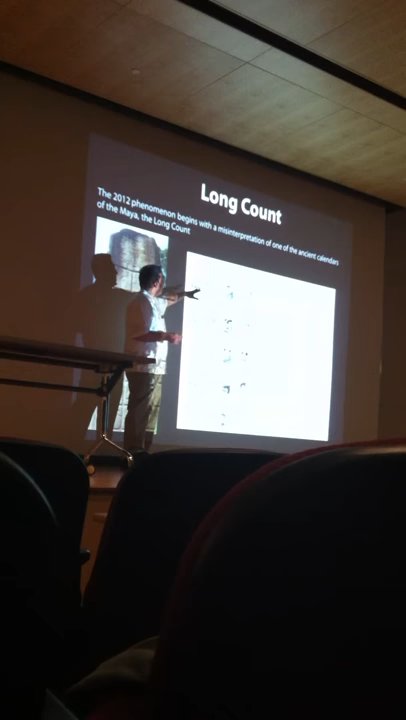 Long Count
The 2012 phenomenon begins with a misinterpretation of one of the ancient calendars
of the Maya, the Long Count